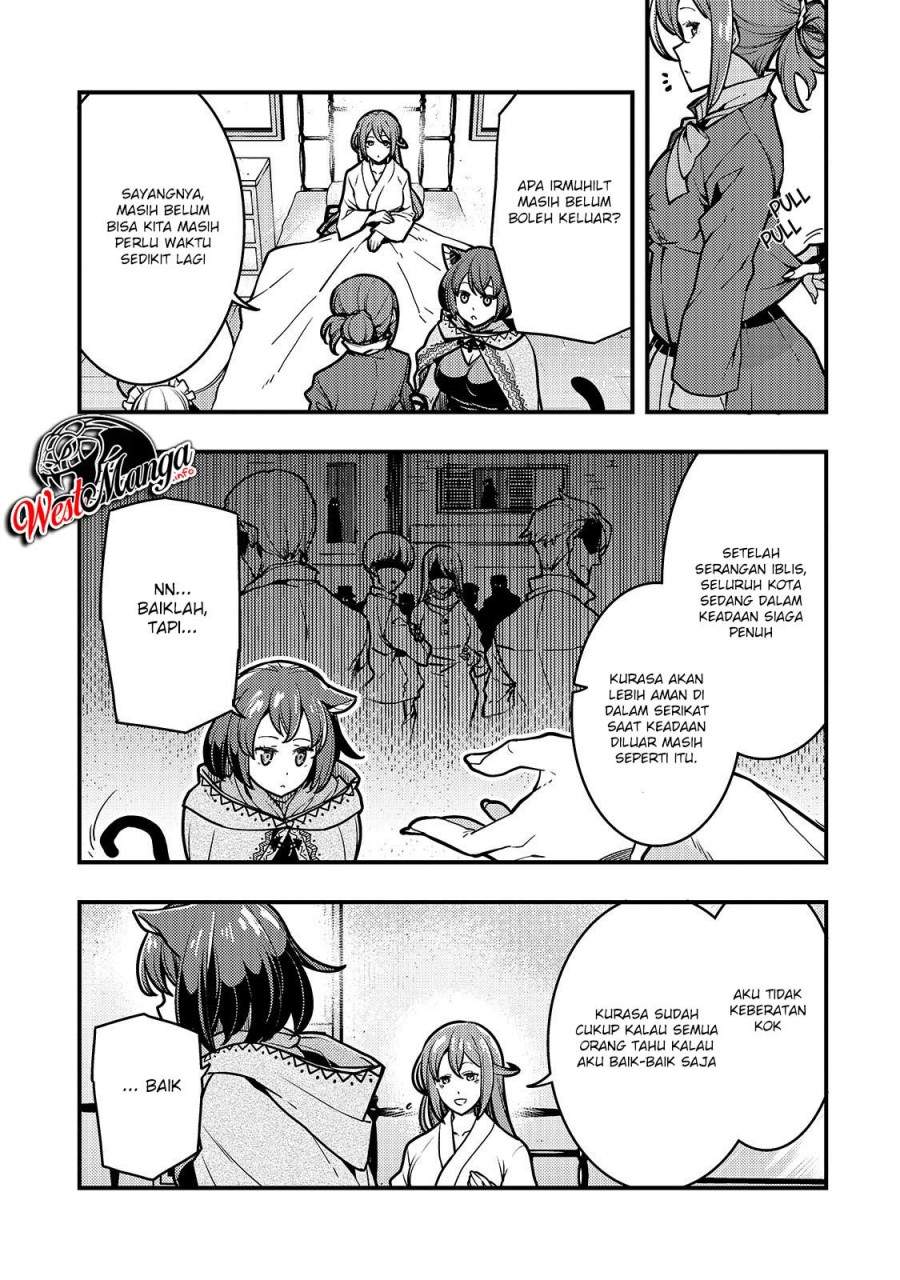 PULL
PULL
APA IRMUHILT
MASIH BELUM
BOLEH KELUAR?
SAYANGNYA,
MASIH BELUM
BISA KITA MASIH
PERLU WAKTU
SEDIKIT LAGI
WestManga
.info
SETELAH
SERANGAN IBLIS,
SELURUH KOTA
SEDANG DALAM
KEADAAN SIAGA
PENUH
KURASA AKAN
LEBIH AMAN DI
DALAM SERIKAT
SAAT KEADAAN
DILUAR MASIH
SEPERTI ITU.
NN...
BAIKLAH,
TAPI...
AKU TIDAK
KEBERATAN
KOK
KURASA SUDAH
CUKUP KALAU SEMUA
ORANG TAHU KALAU
AKU BAIK-BAIK SAJA
... BAIK